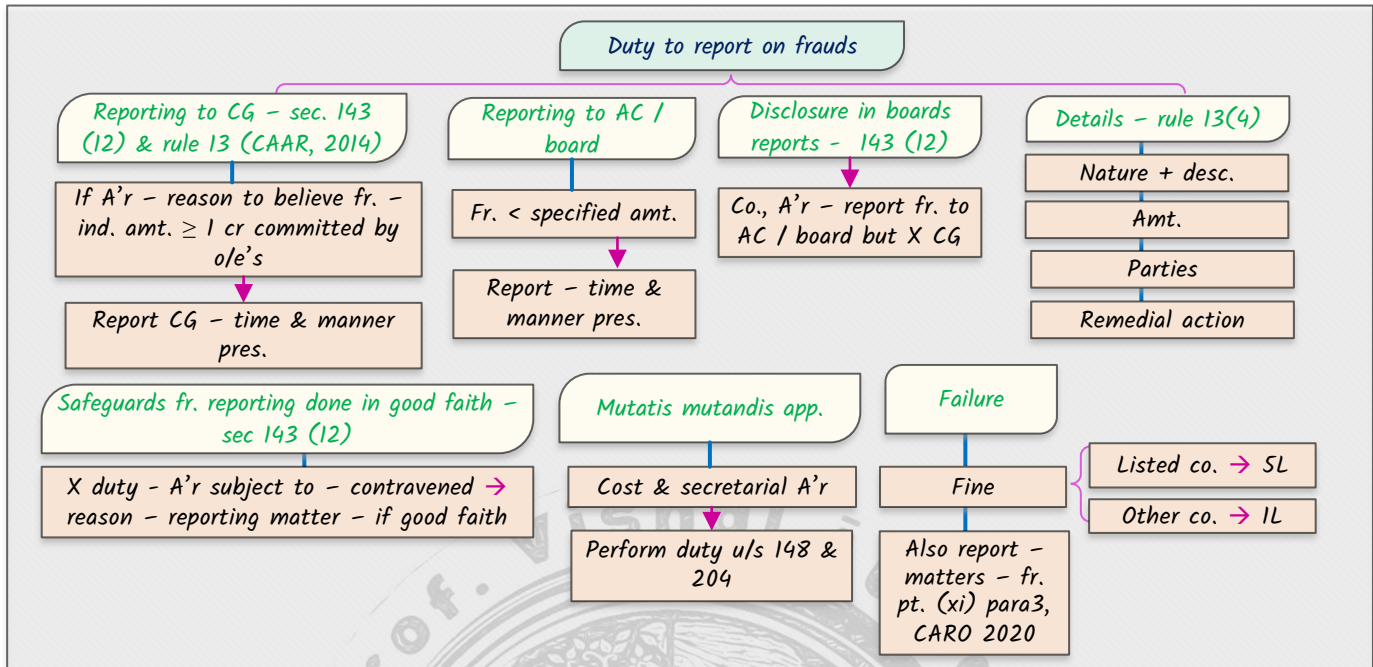 Duty to report on frauds
Reporting to CG – sec. 143
(12) & rule 13 (CAAR, 2014)
If A'r – reason to believe fr. –
ind. amt. ≥ 1 cr committed by
o/e's
Report CG – time & manner
pres.
Reporting to AC /
board
Fr. < specified amt.
Report – time &
manner pres.
Disclosure in boards
reports - 143 (12)
Co., A'r – report fr. to
AC / board but X CG
Details – rule 13(4)
Nature + desc.
Amt.
Parties
Remedial action
Safeguards fr. reporting done in good faith –
sec 143 (12)
X duty - A'r subject to – contravened →
reason – reporting matter – if good faith
Mutatis mutandis app.
Cost & secretarial A'r
Perform duty u/s 148 &
204
Failure
Fine
Listed co. → 5L
Other co. → 1L
Also report –
matters – fr.
pt. (xi) para3,
CARO 2020
Prof. Vishal